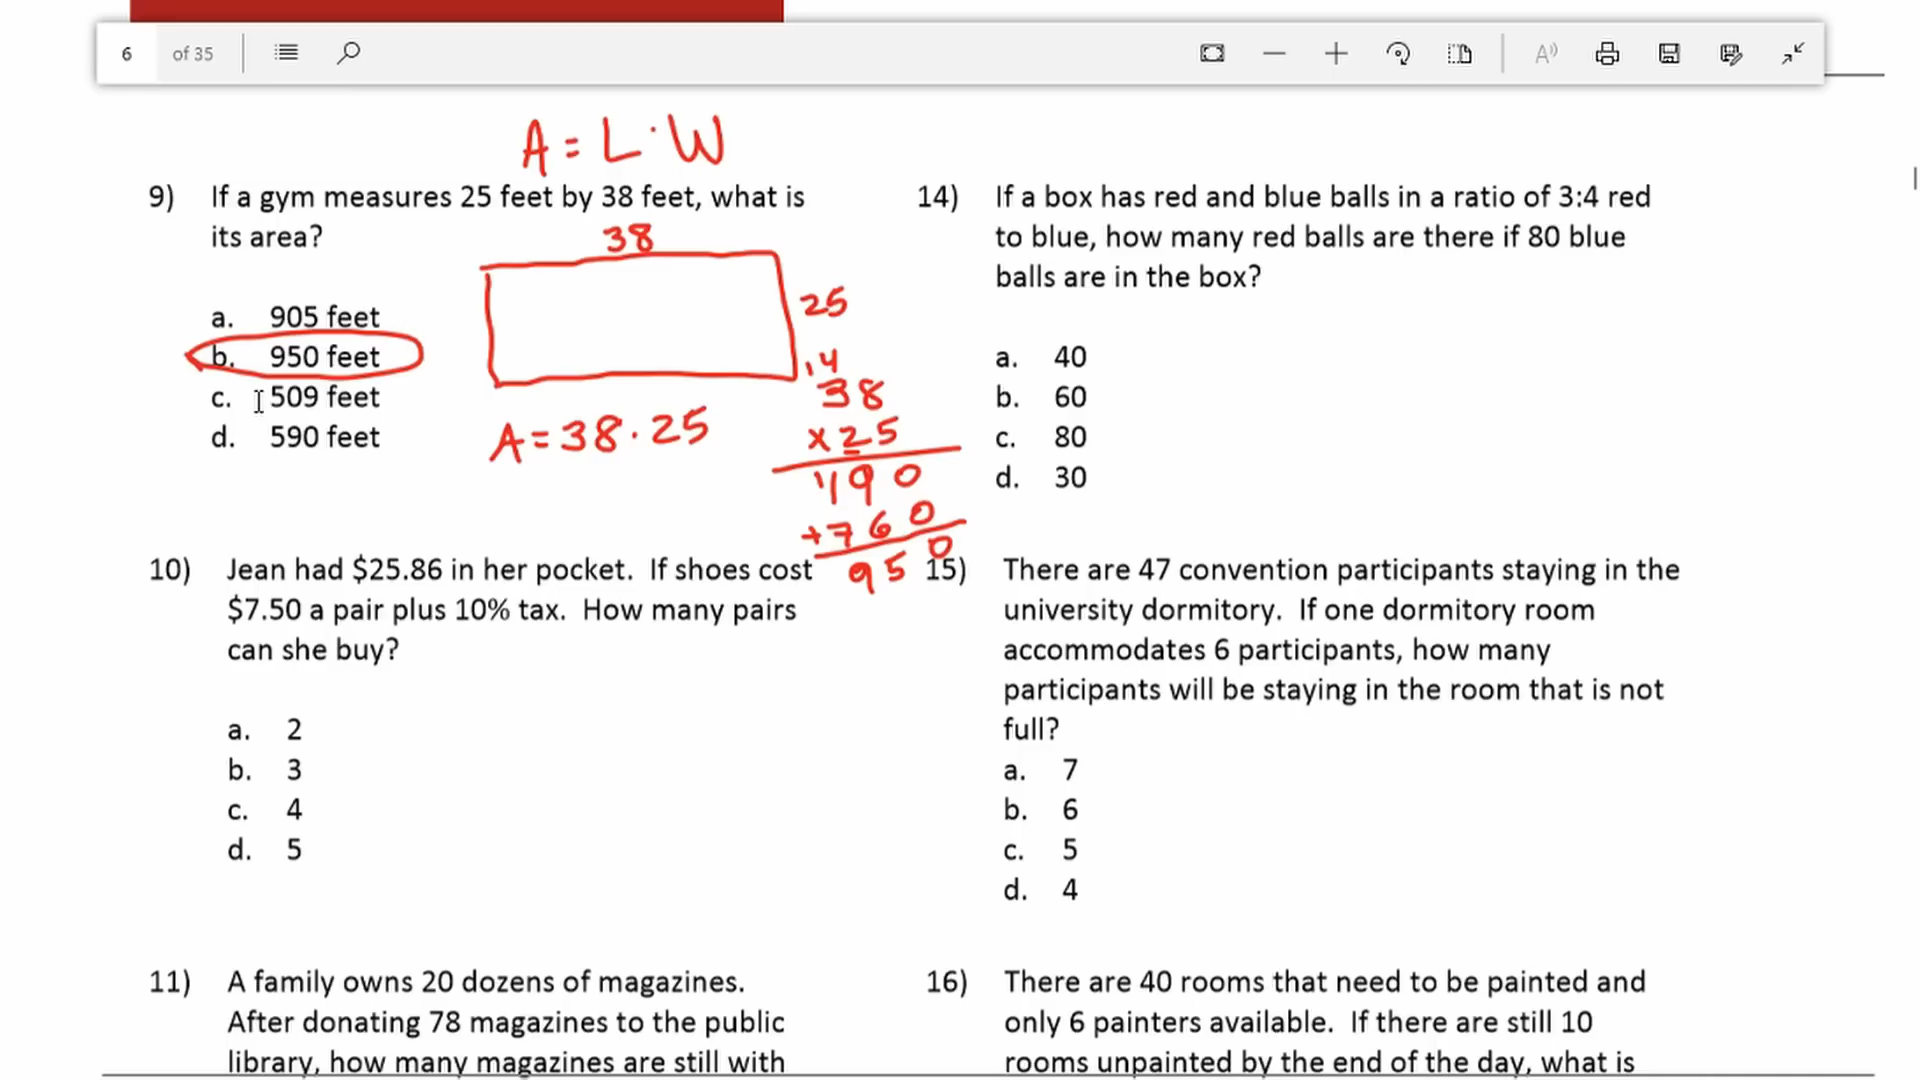 6 of 35
A = L · W
9) If a gym measures 25 feet by 38 feet, what is
its area?
38
25
a. 905 feet
b. 950 feet
c. 509 feet
d. 590 feet
A = 38 · 25
14
38
x 25
190
+760
950
10) Jean had $25.86 in her pocket. If shoes cost
$7.50 a pair plus 10% tax. How many pairs
can she buy?
a. 2
b. 3
c. 4
d. 5
11) A family owns 20 dozens of magazines.
After donating 78 magazines to the public
library, how many magazines are still with
14) If a box has red and blue balls in a ratio of 3:4 red
to blue, how many red balls are there if 80 blue
balls are in the box?
a. 40
b. 60
c. 80
d. 30
15) There are 47 convention participants staying in the
university dormitory. If one dormitory room
accommodates 6 participants, how many
participants will be staying in the room that is not
full?
a. 7
b. 6
c. 5
d. 4
16) There are 40 rooms that need to be painted and
only 6 painters available. If there are still 10
rooms unpainted by the end of the day, what is